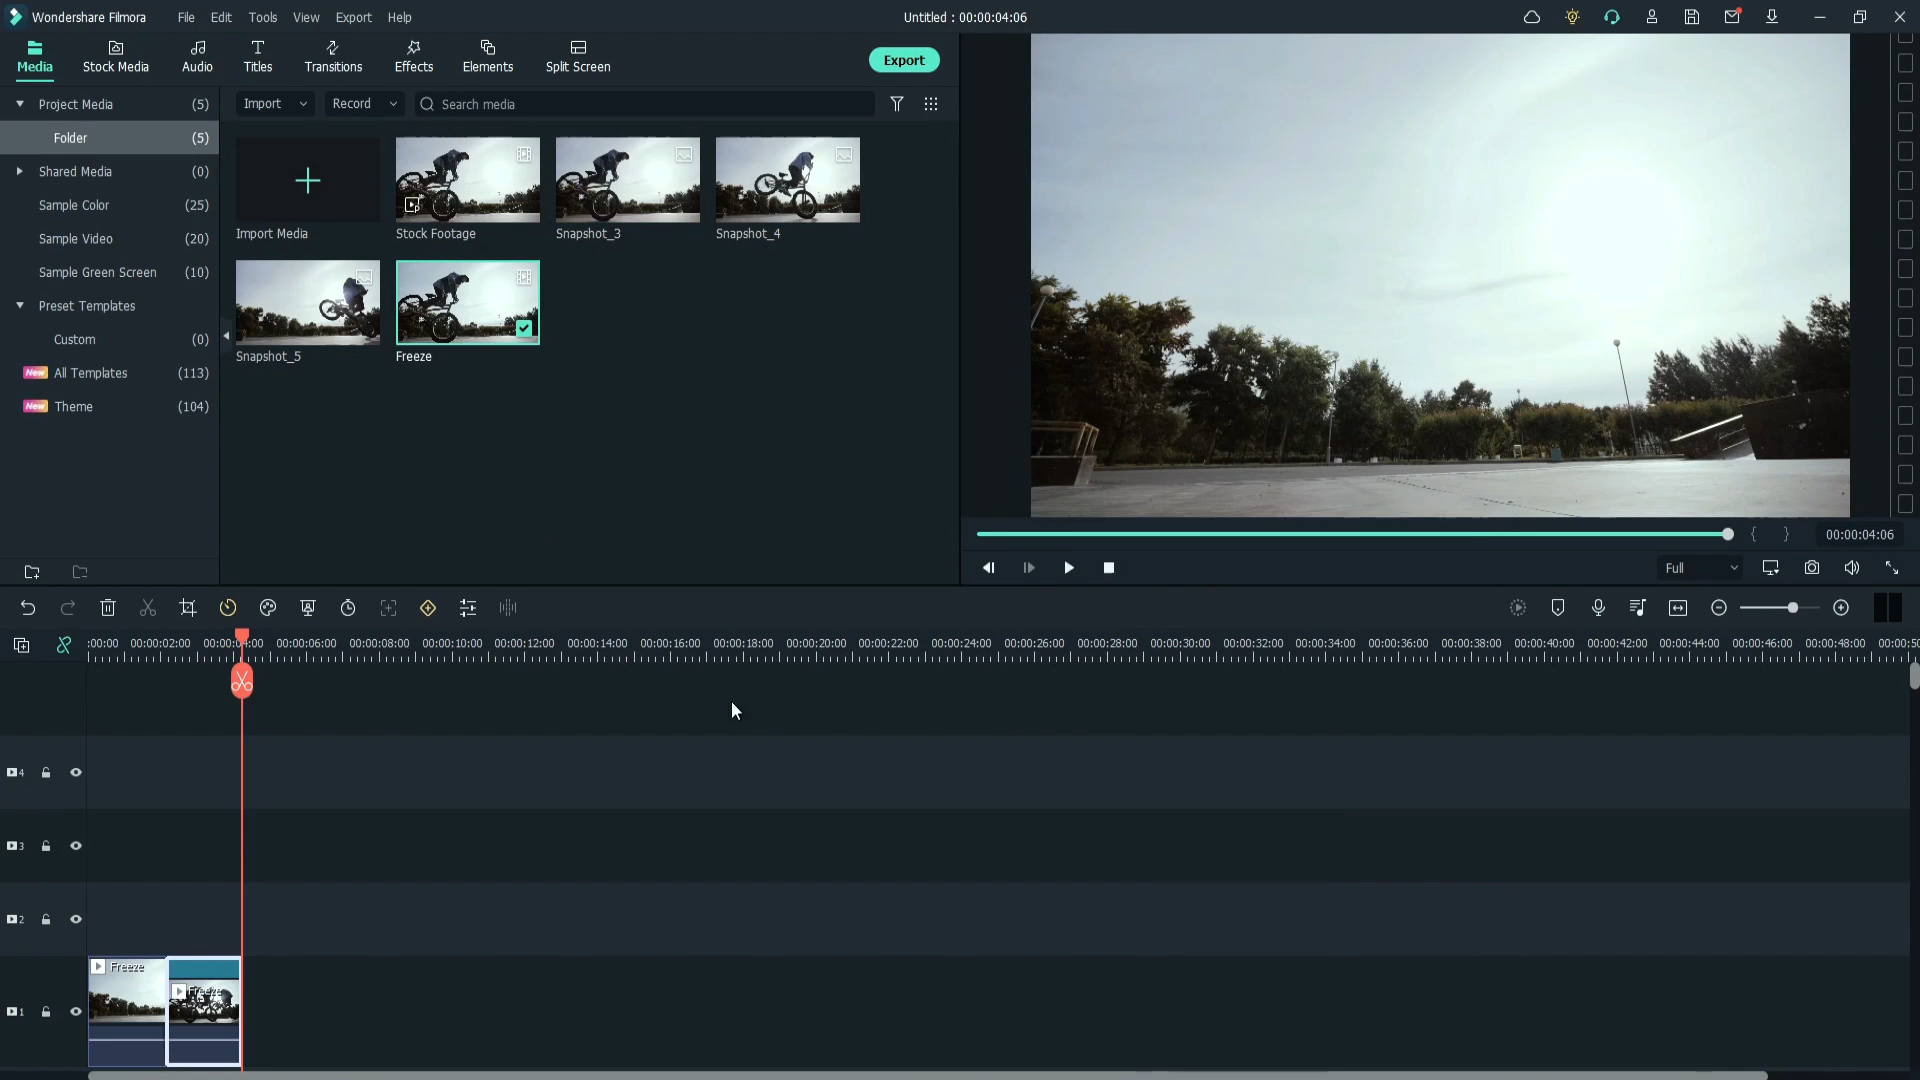 Wondershare Filmora File Edit Tools View Export Help Untitled : 00:00:04:06
Media Stock Media Audio Titles Transitions Effects Elements Split Screen Export
Project Media (5)
Folder (5)
Shared Media (0)
Sample Color (25)
Sample Video (20)
Sample Green Screen (10)
Preset Templates
Custom (0)
New All Templates (113)
New Theme (104)
Import Record Search media
Import Media Stock Footage Snapshot_3 Snapshot_4
Snapshot_5 Freeze
00:00:04:06
Full
:00:00 00:00:02:00 00:00:06:00 00:00:08:00 00:00:10:00 00:00:12:00 00:00:14:00 00:00:16:00 00:00:18:00 00:00:20:00 00:00:22:00 00:00:24:00 00:00:26:00 00:00:28:00 00:00:30:00 00:00:32:00 00:00:34:00 00:00:36:00 00:00:38:00 00:00:40:00 00:00:42:00 00:00:44:00 00:00:46:00 00:00:48:00 00:00:50
4
3
2
Freeze
Freeze
1